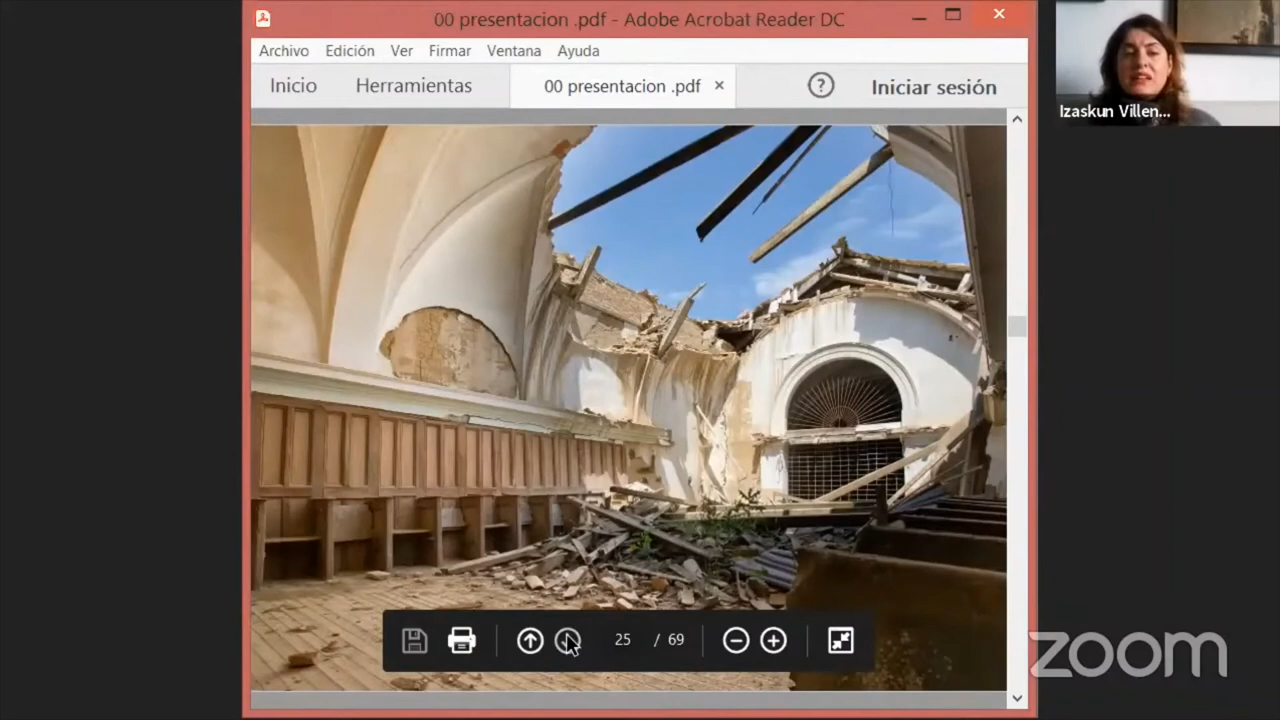 00 presentacion .pdf - Adobe Acrobat Reader DC
Archivo Edición Ver Firmar Ventana Ayuda
Inicio Herramientas 00 presentacion .pdf × ? Iniciar sesión
Izaskun Villen...
25 / 69
zoom